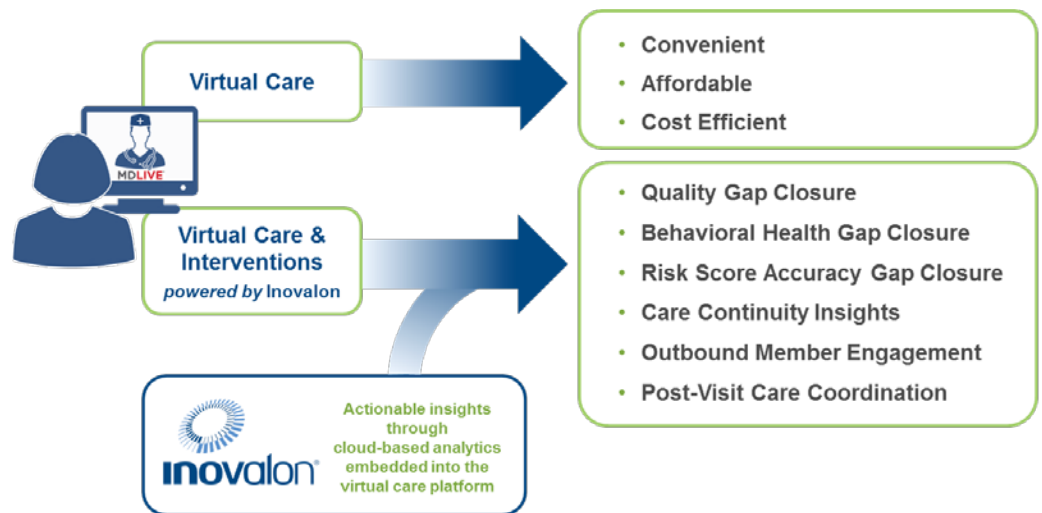 Virtual Care
• Convenient
• Affordable
• Cost Efficient
MDLIVE
Virtual Care &
Interventions
powered by Inovalon
• Quality Gap Closure
• Behavioral Health Gap Closure
• Risk Score Accuracy Gap Closure
• Care Continuity Insights
• Outbound Member Engagement
• Post-Visit Care Coordination
inovalon®
Actionable insights
through
cloud-based analytics
embedded into the
virtual care platform